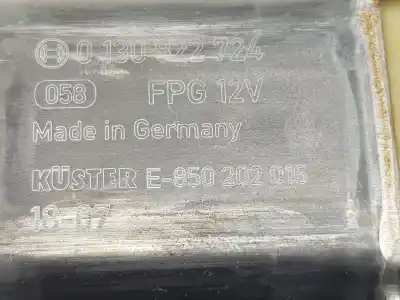 0 130 822 724
058 FPG 12V
Made in Germany
KÜSTER E-850 202 015